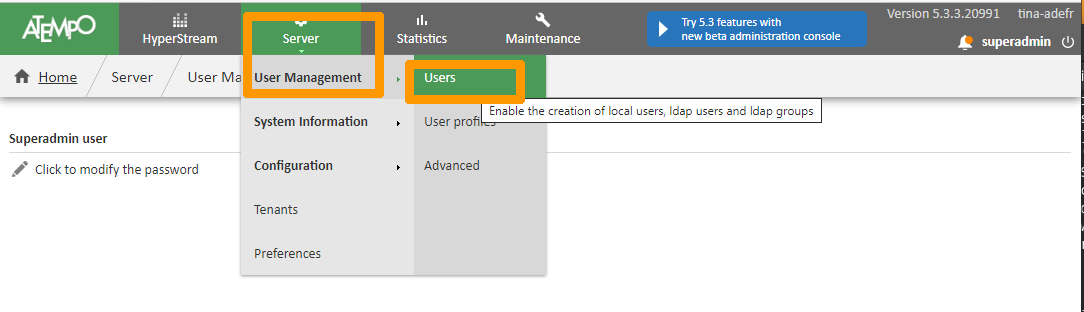 ATEMPO
HyperStream
Server
Statistics
Maintenance
Try 5.3 features with
new beta administration console
Version 5.3.3.20991
tina-adefr
superadmin
Home
Server
User Ma
User Management
Users
Enable the creation of local users, ldap users and ldap groups
System Information
User profiles
Configuration
Advanced
Tenants
Preferences
Superadmin user
Click to modify the password